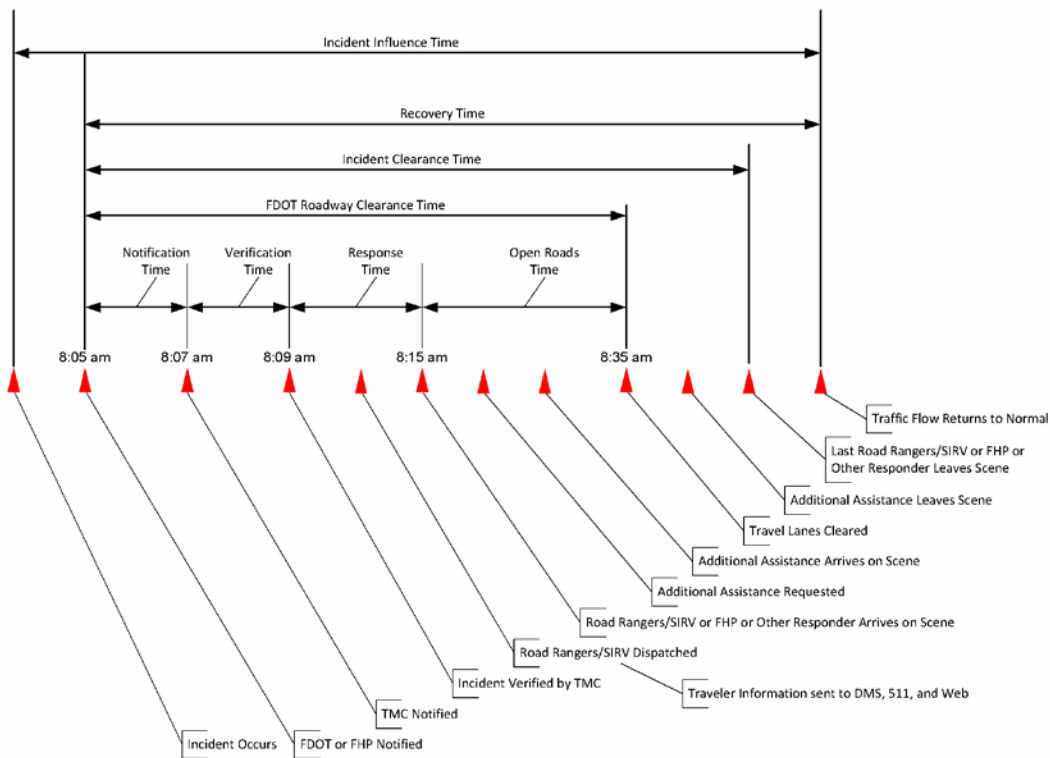 Incident Influence Time
Recovery Time
Incident Clearance Time
FDOT Roadway Clearance Time
Notification
Time
Verification
Time
Response
Time
Open Roads
Time
8:05 am
8:07 am
8:09 am
8:15 am
8:35 am
Traffic Flow Returns to Normal
Last Road Rangers/SIRV or FHP or
Other Responder Leaves Scene
Additional Assistance Leaves Scene
Travel Lanes Cleared
Additional Assistance Arrives on Scene
Additional Assistance Requested
Road Rangers/SIRV or FHP or Other Responder Arrives on Scene
Road Rangers/SIRV Dispatched
Incident Verified by TMC
Traveler Information sent to DMS, 511, and Web
TMC Notified
Incident Occurs
FDOT or FHP Notified